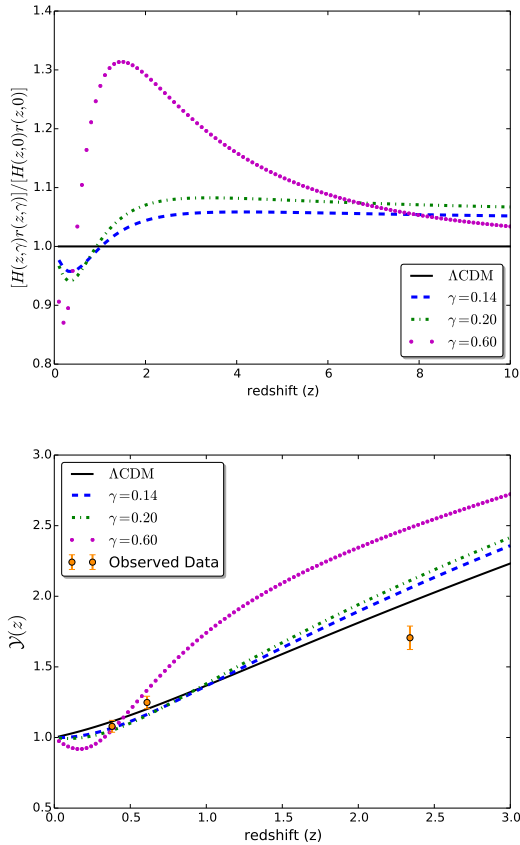 1.4
1.3
1.2
1.1
1.0
0.9
0.8
[H(z,γ)r(z,γ)]/[H(z,0)r(z,0)]
ΛCDM
γ=0.14
γ=0.20
γ=0.60
0 2 4 6 8 10
redshift (z)
3.0
2.5
2.0
1.5
1.0
0.5
𝒴(z)
ΛCDM
γ=0.14
γ=0.20
γ=0.60
Observed Data
0.0 0.5 1.0 1.5 2.0 2.5 3.0
redshift (z)